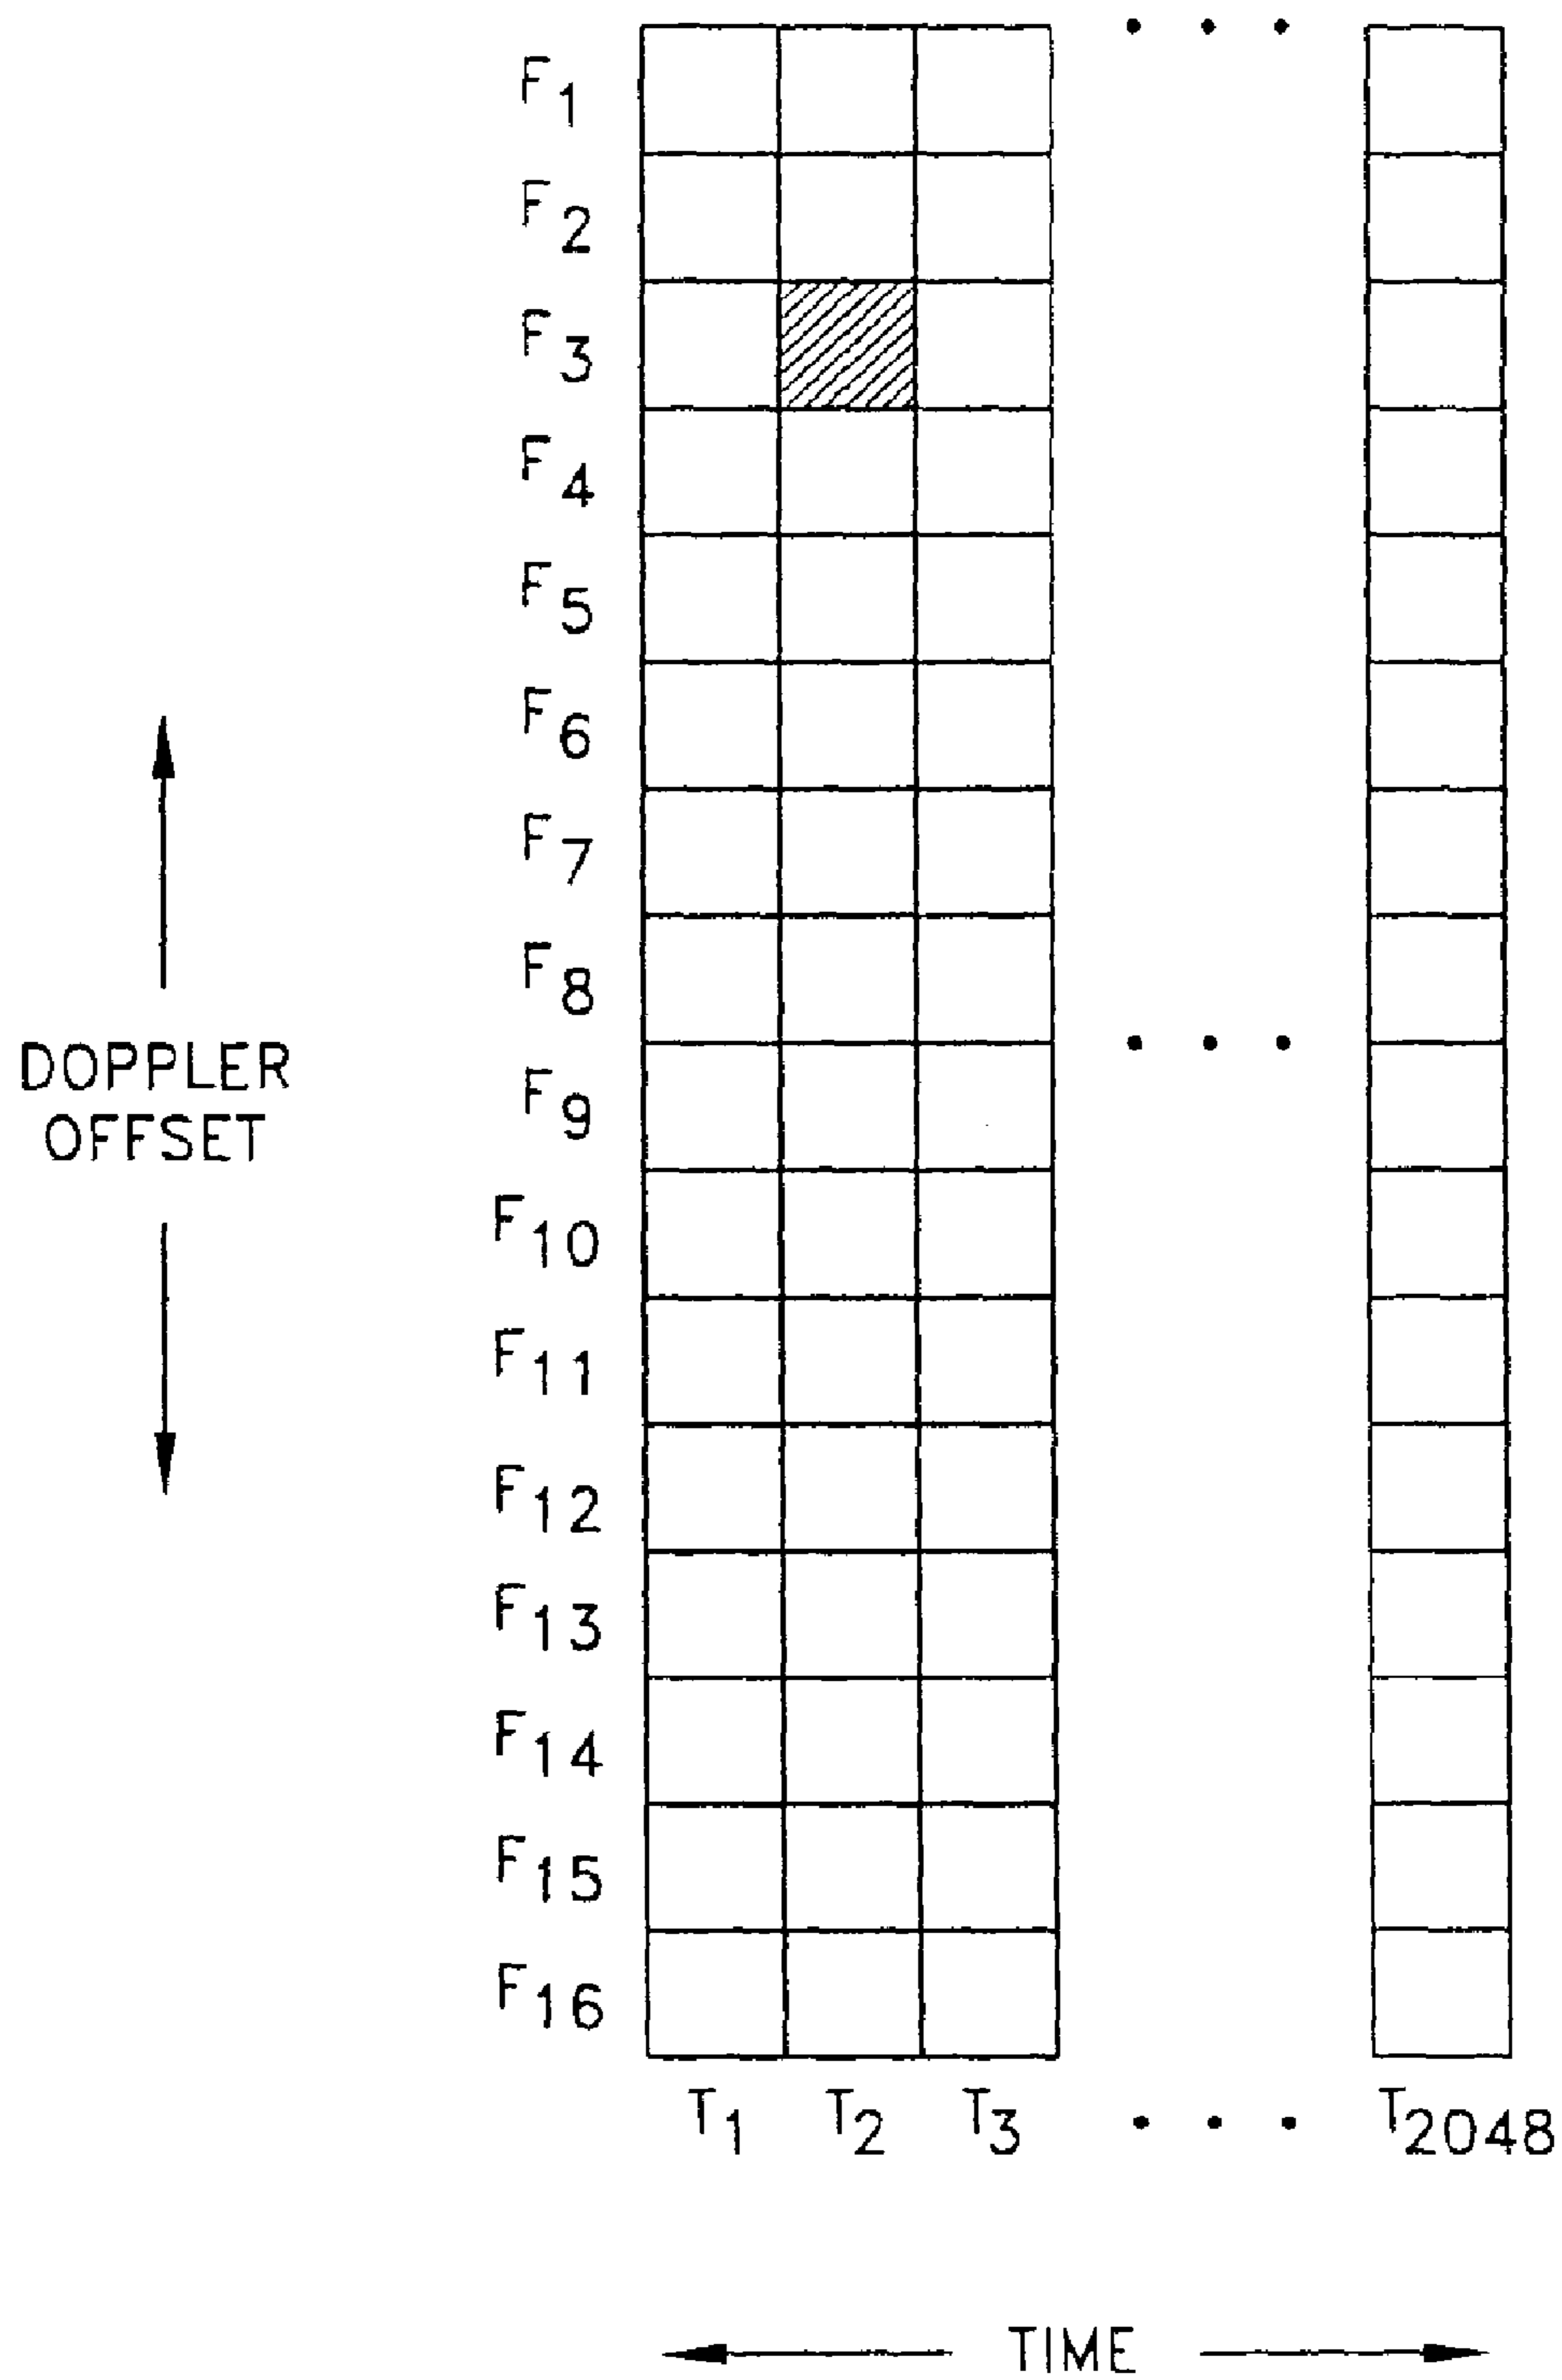 F1
F2
F3
F4
F5
F6
F7
F8
DOPPLER
OFFSET
F9
F10
F11
F12
F13
F14
F15
F16
T1 T2 T3 • • • T2048
TIME